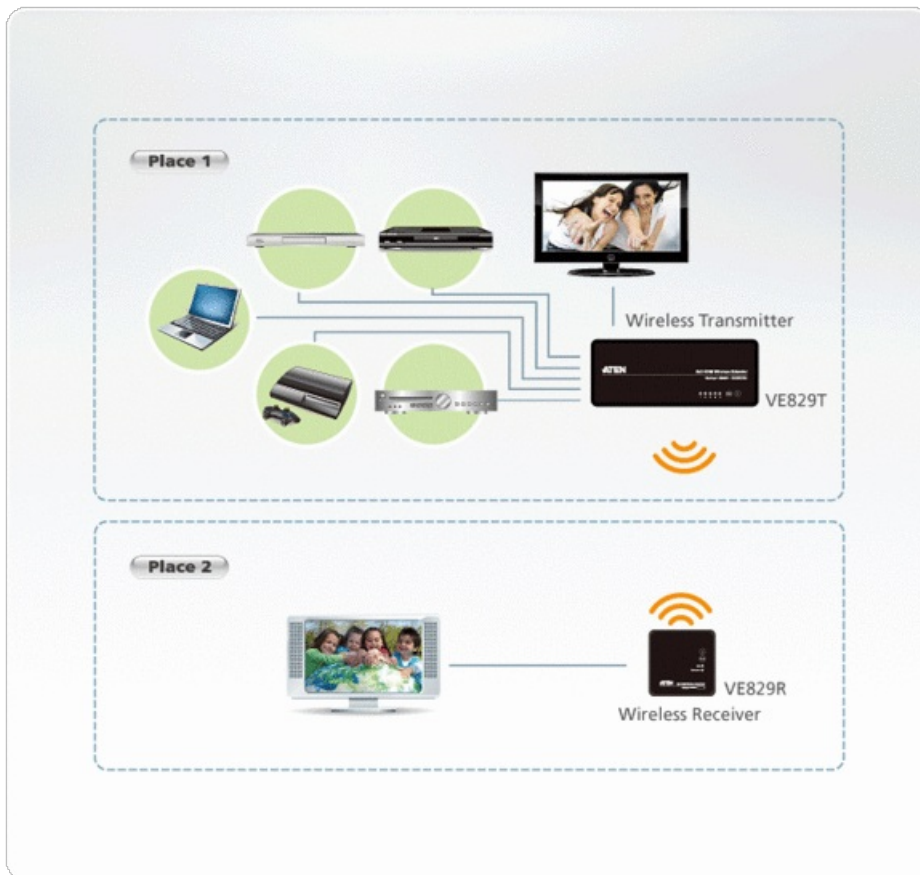 Place 1
Wireless Transmitter
ATEN
VE829T
Place 2
ATEN
VE829R
Wireless Receiver